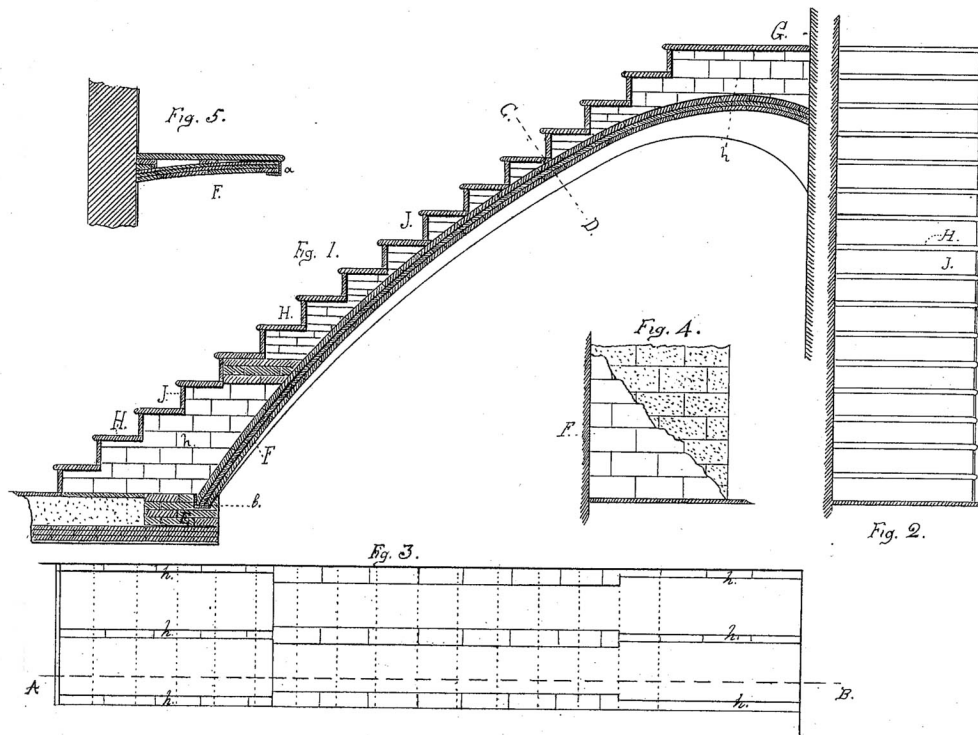 G.
Fig. 5.
a
F.
C.
h
D.
J.
Fig. 1.
H.
J.
H.
h.
F
b.
E
Fig. 4.
F
H.
J.
Fig. 2.
Fig. 3.
h. h.
h. h.
A B.
h. h.